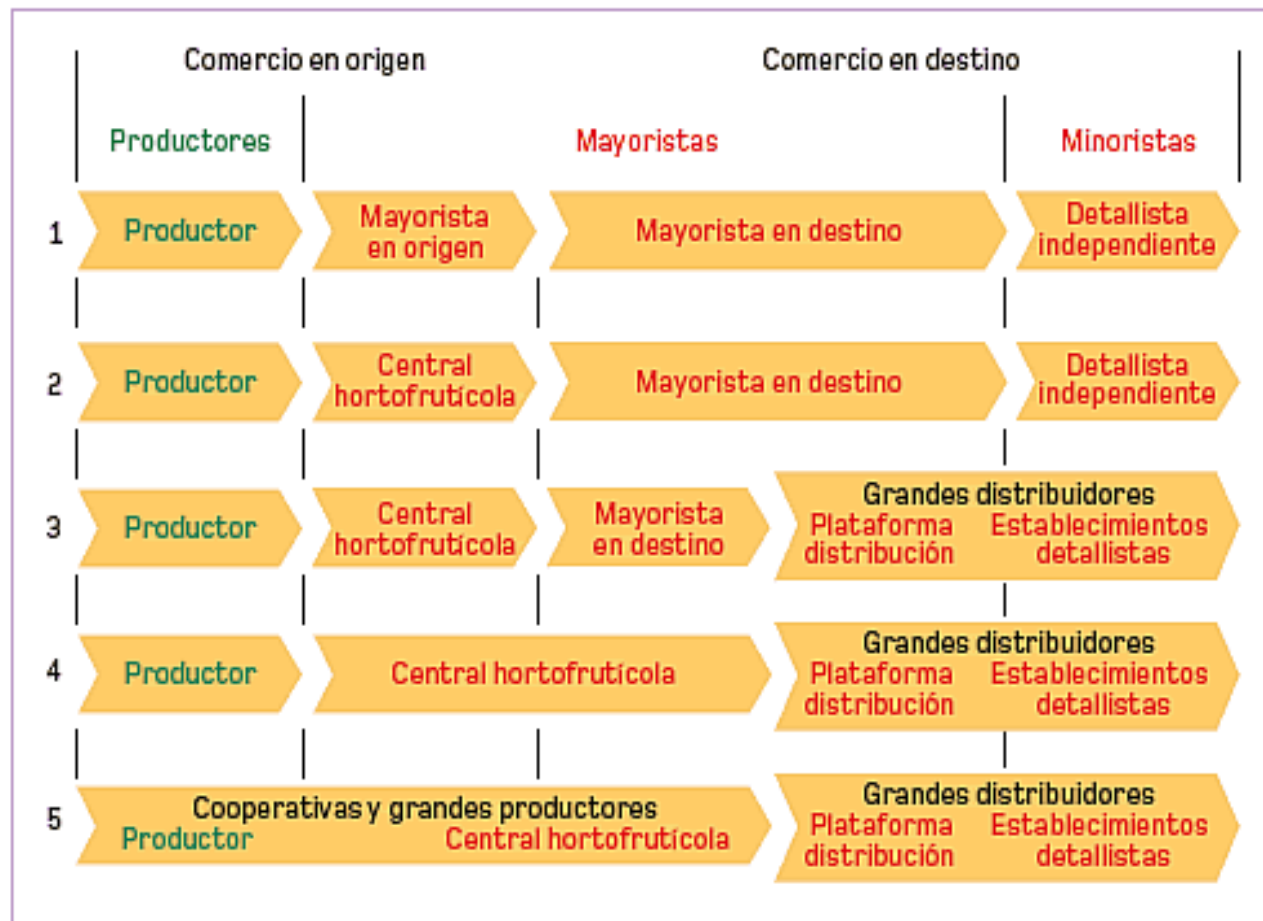 Comercio en origen
Comercio en destino
Productores
Mayoristas
Minoristas
1
Productor
Mayorista
en origen
Mayorista en destino
Detallista
independiente
2
Productor
Central
hortofrutícola
Mayorista en destino
Detallista
independiente
3
Productor
Central
hortofrutícola
Mayorista
en destino
Grandes distribuidores
Plataforma
distribución
Establecimientos
detallistas
4
Productor
Central hortofrutícola
Grandes distribuidores
Plataforma
distribución
Establecimientos
detallistas
5
Cooperativas y grandes productores
Productor
Central hortofrutícola
Grandes distribuidores
Plataforma
distribución
Establecimientos
detallistas